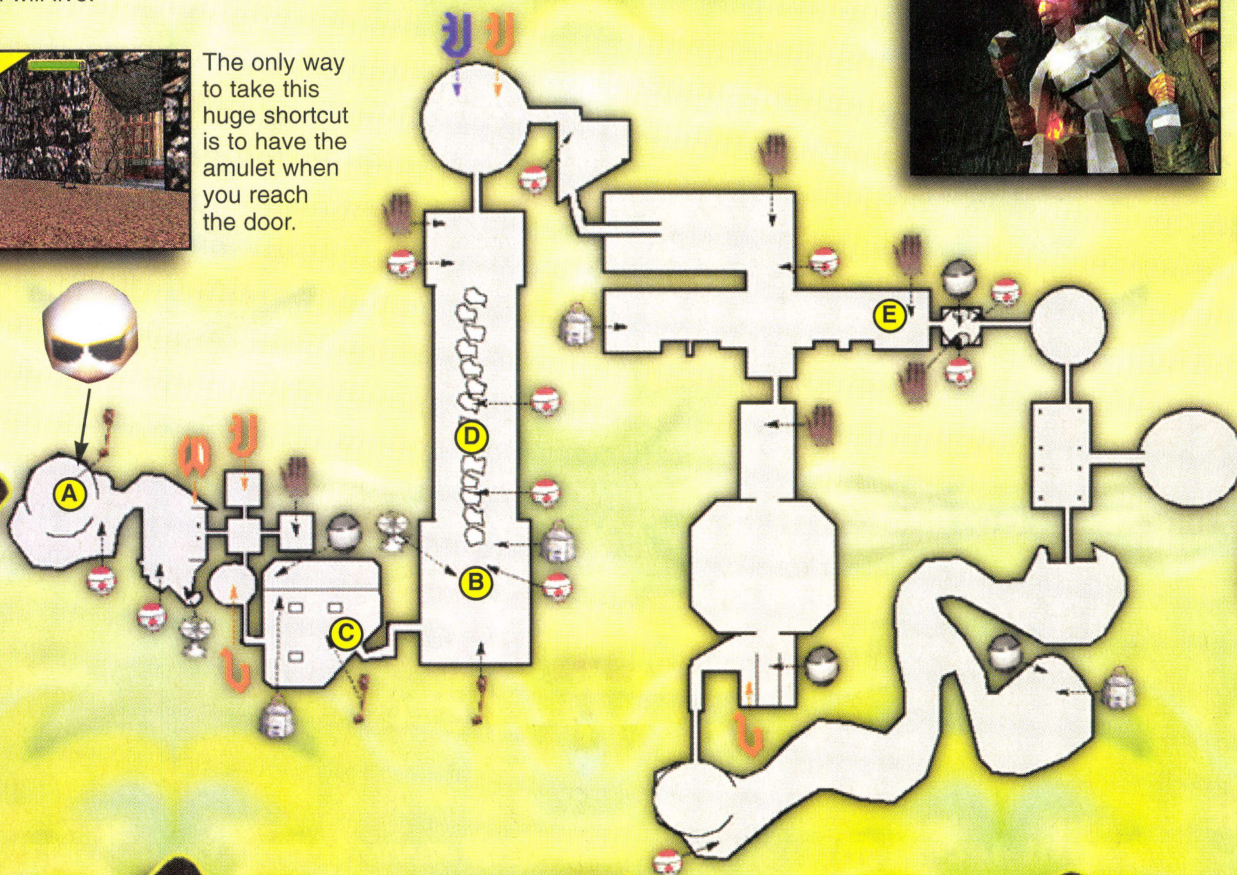 The only way
to take this
huge shortcut
is to have the
amulet when
you reach
the door.
A
B
C
D
E